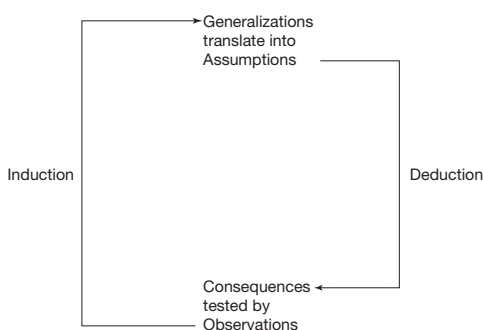 Generalizations
translate into
Assumptions
Induction
Deduction
Consequences
tested by
Observations